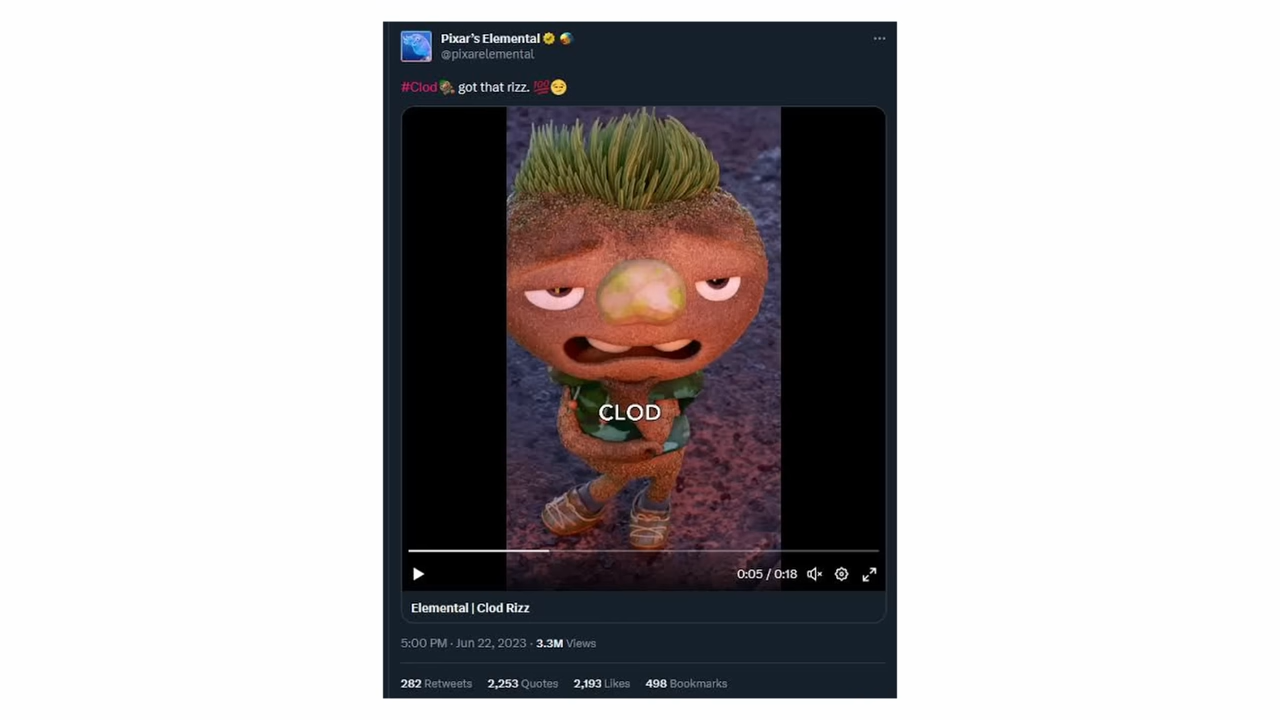 Pixar's Elemental
@pixarelemental
#Clod got that rizz. 💯😏
CLOD
0:05 / 0:18
Elemental | Clod Rizz
5:00 PM · Jun 22, 2023 · 3.3M Views
282 Retweets 2,253 Quotes 2,193 Likes 498 Bookmarks